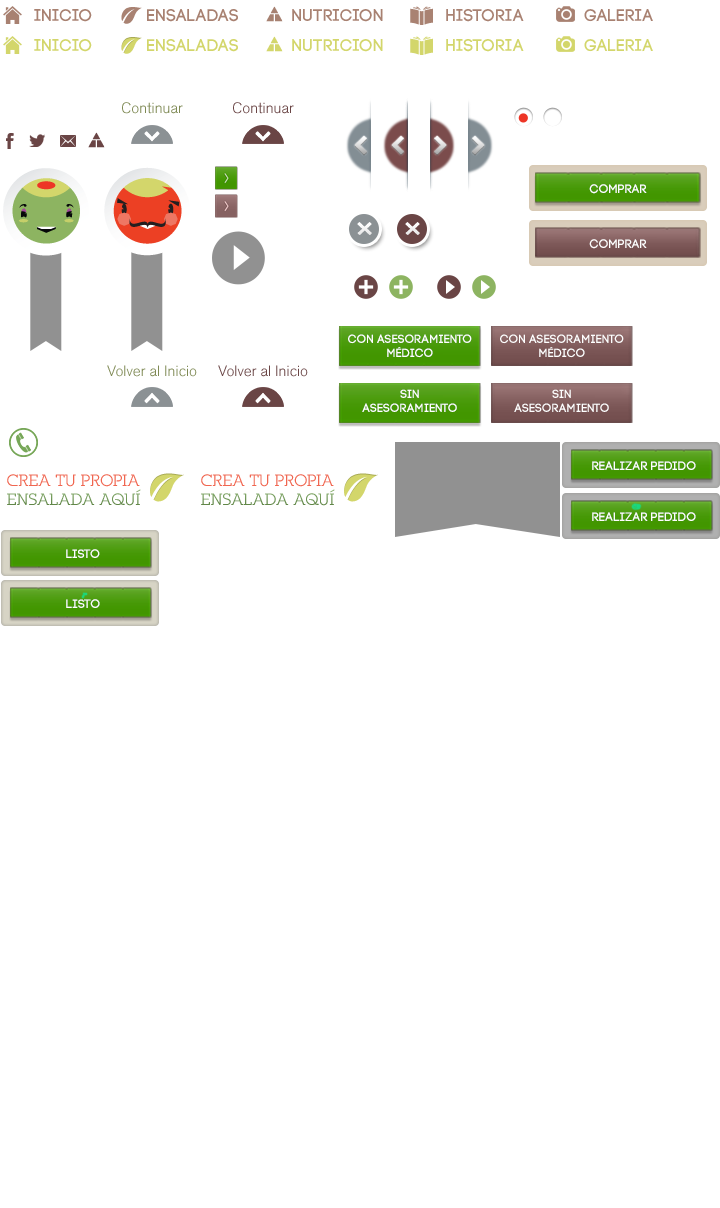 INICIO ENSALADAS NUTRICION HISTORIA GALERIA
INICIO ENSALADAS NUTRICION HISTORIA GALERIA
Continuar Continuar
COMPRAR
COMPRAR
CON ASESORAMIENTO
MÉDICO
CON ASESORAMIENTO
MÉDICO
Volver al Inicio Volver al Inicio
SIN
ASESORAMIENTO
SIN
ASESORAMIENTO
CREA TU PROPIA
ENSALADA AQUÍ
CREA TU PROPIA
ENSALADA AQUÍ
REALIZAR PEDIDO
REALIZAR PEDIDO
LISTO
LISTO